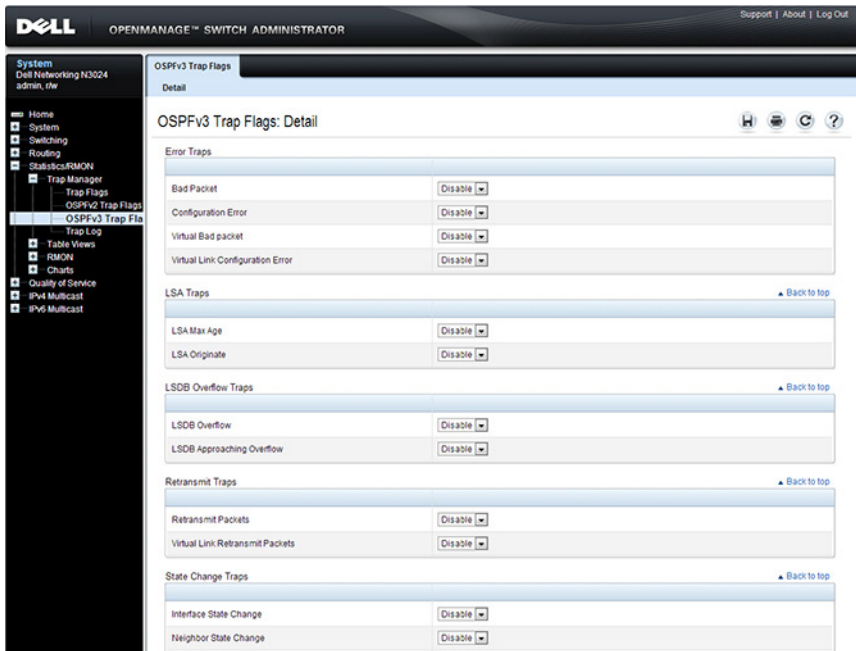 Support | About | Log Out
DELL OPENMANAGE™ SWITCH ADMINISTRATOR
System
Dell Networking N3024
admin, r/w
Home
System
Switching
Routing
Statistics/RMON
Trap Manager
Trap Flags
OSPFv2 Trap Flags
OSPFv3 Trap Fla
Trap Log
Table Views
RMON
Charts
Quality of Service
IPv4 Multicast
IPv6 Multicast
OSPFv3 Trap Flags
Detail
OSPFv3 Trap Flags: Detail
Error Traps
Bad Packet Disable
Configuration Error Disable
Virtual Bad packet Disable
Virtual Link Configuration Error Disable
LSA Traps Back to top
LSA Max Age Disable
LSA Originate Disable
LSDB Overflow Traps Back to top
LSDB Overflow Disable
LSDB Approaching Overflow Disable
Retransmit Traps Back to top
Retransmit Packets Disable
Virtual Link Retransmit Packets Disable
State Change Traps Back to top
Interface State Change Disable
Neighbor State Change Disable